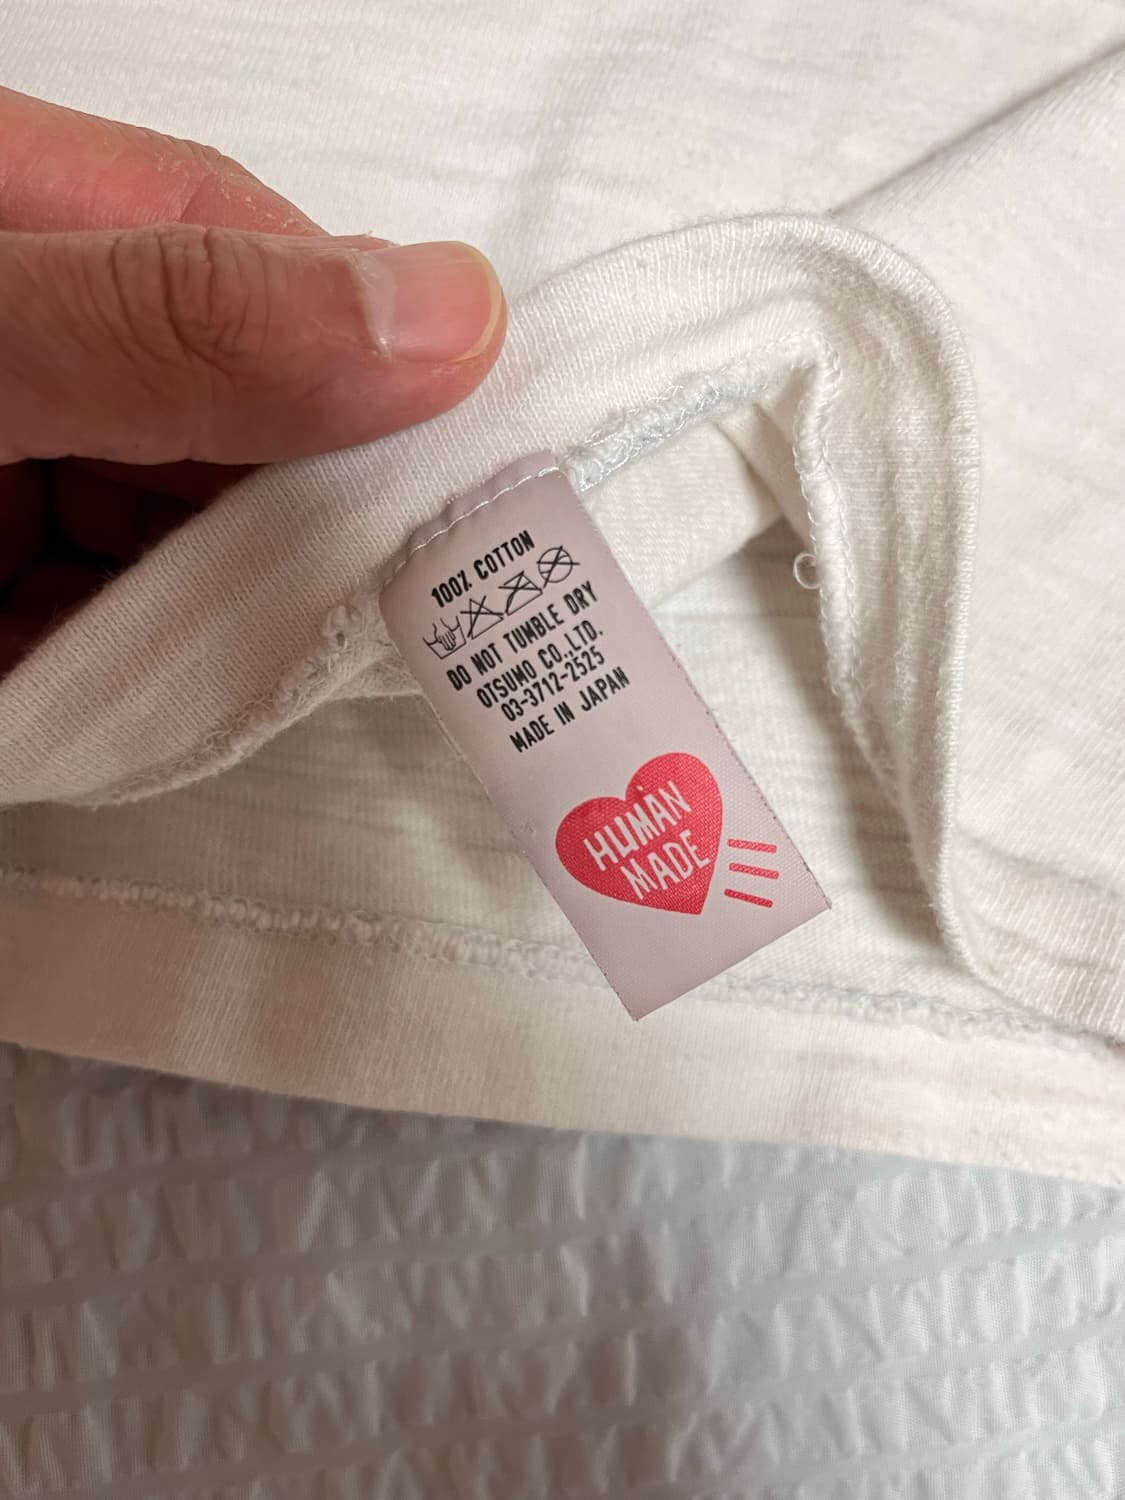 100% COTTON
DO NOT TUMBLE DRY
OTSUMO CO.,LTD.
03-3712-2525
MADE IN JAPAN
HUMAN
MADE